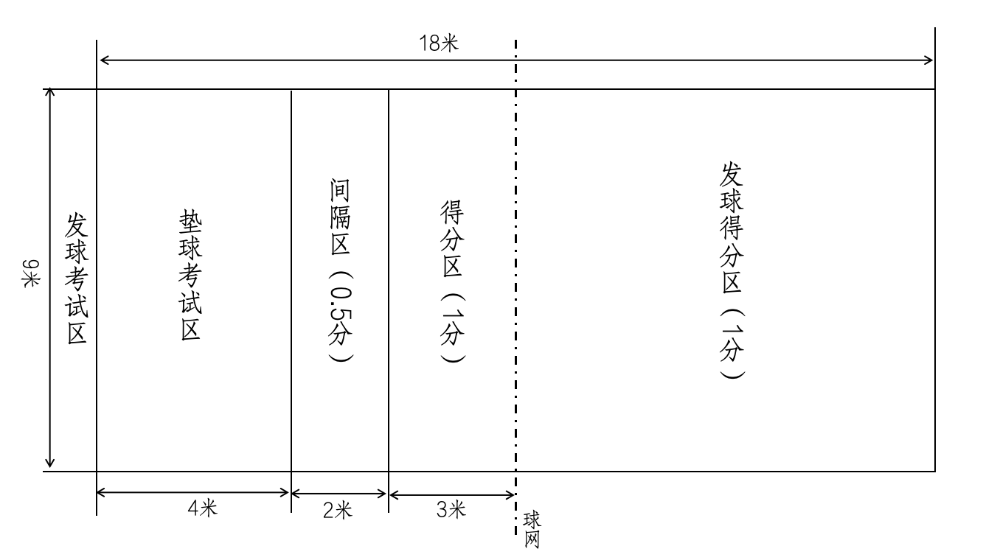 18米
9米
发球考试区
垫球考试区
间隔区（0.5分）
得分区（1分）
发球得分区（1分）
4米
2米
3米
球网